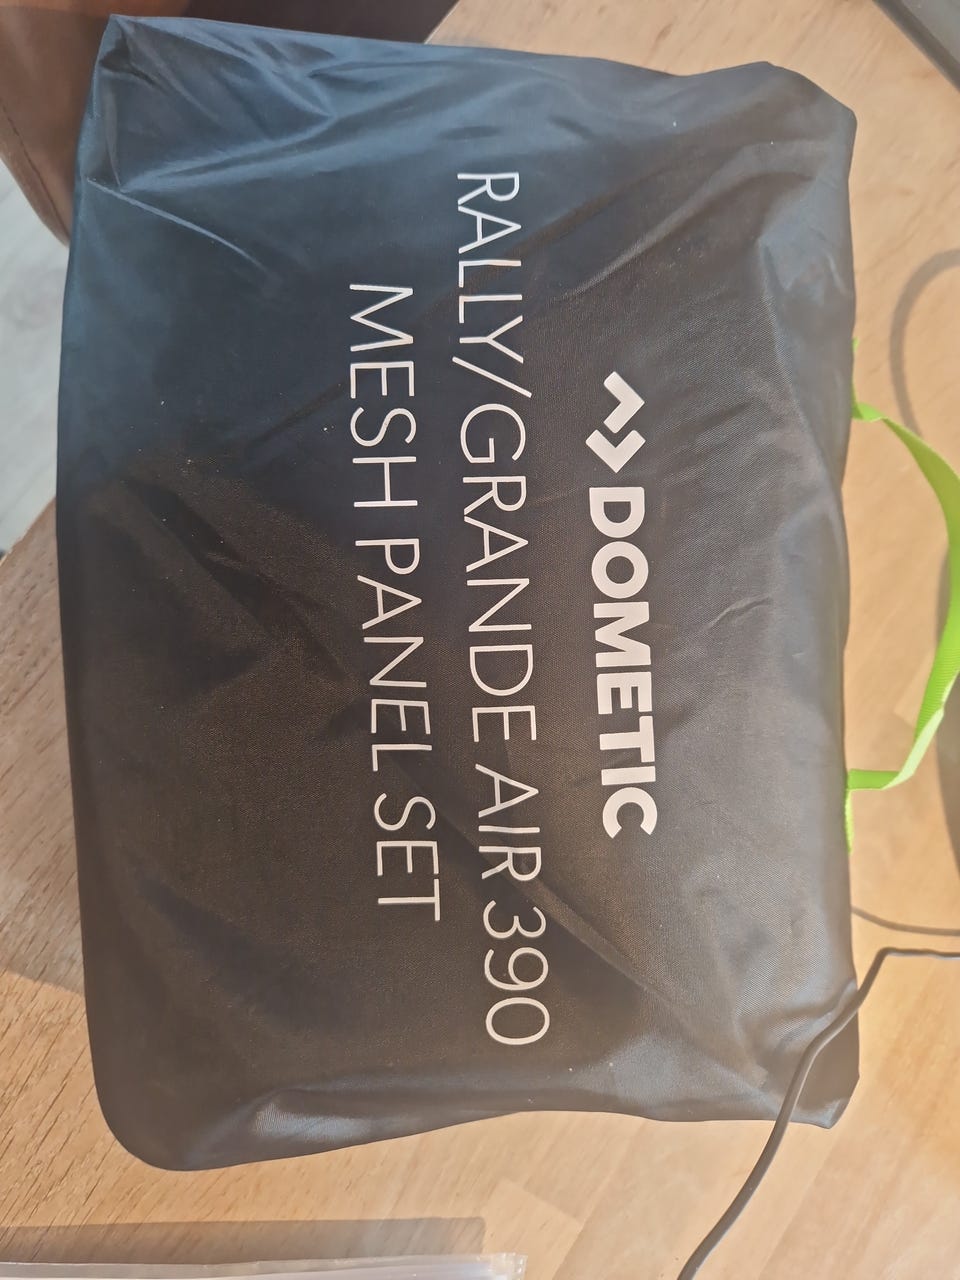 DOMETIC
RALLY/GRANDE AIR 390
MESH PANEL SET